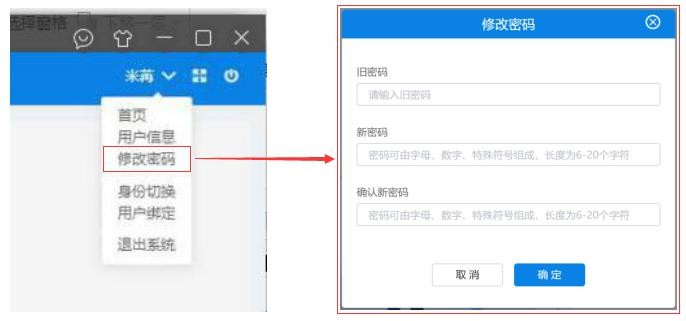 选择窗格
下移一层
米苒
首页
用户信息
修改密码
身份切换
用户绑定
退出系统
修改密码
旧密码
请输入旧密码
新密码
密码可由字母、数字、特殊符号组成，长度为6-20个字符
确认新密码
密码可由字母、数字、特殊符号组成，长度为6-20个字符
取 消
确 定